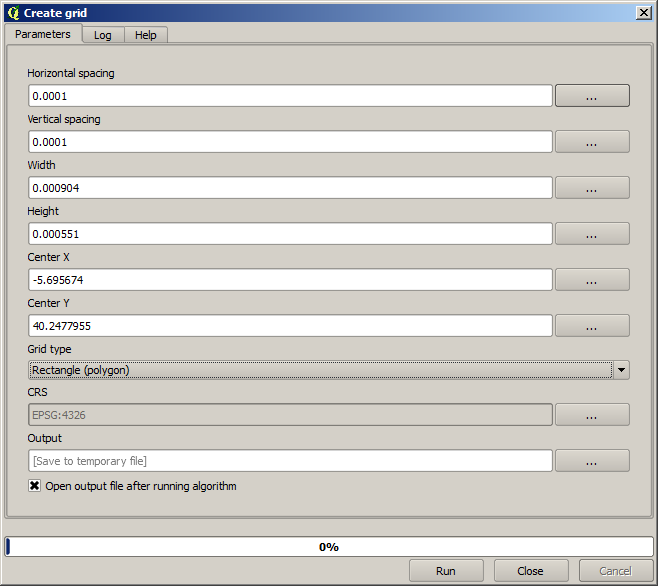 Create grid
Parameters Log Help
Horizontal spacing
0.0001 ...
Vertical spacing
0.0001 ...
Width
0.000904 ...
Height
0.000551 ...
Center X
-5.695674 ...
Center Y
40.2477955 ...
Grid type
Rectangle (polygon)
CRS
EPSG:4326 ...
Output
[Save to temporary file] ...
Open output file after running algorithm
0%
Run Close Cancel